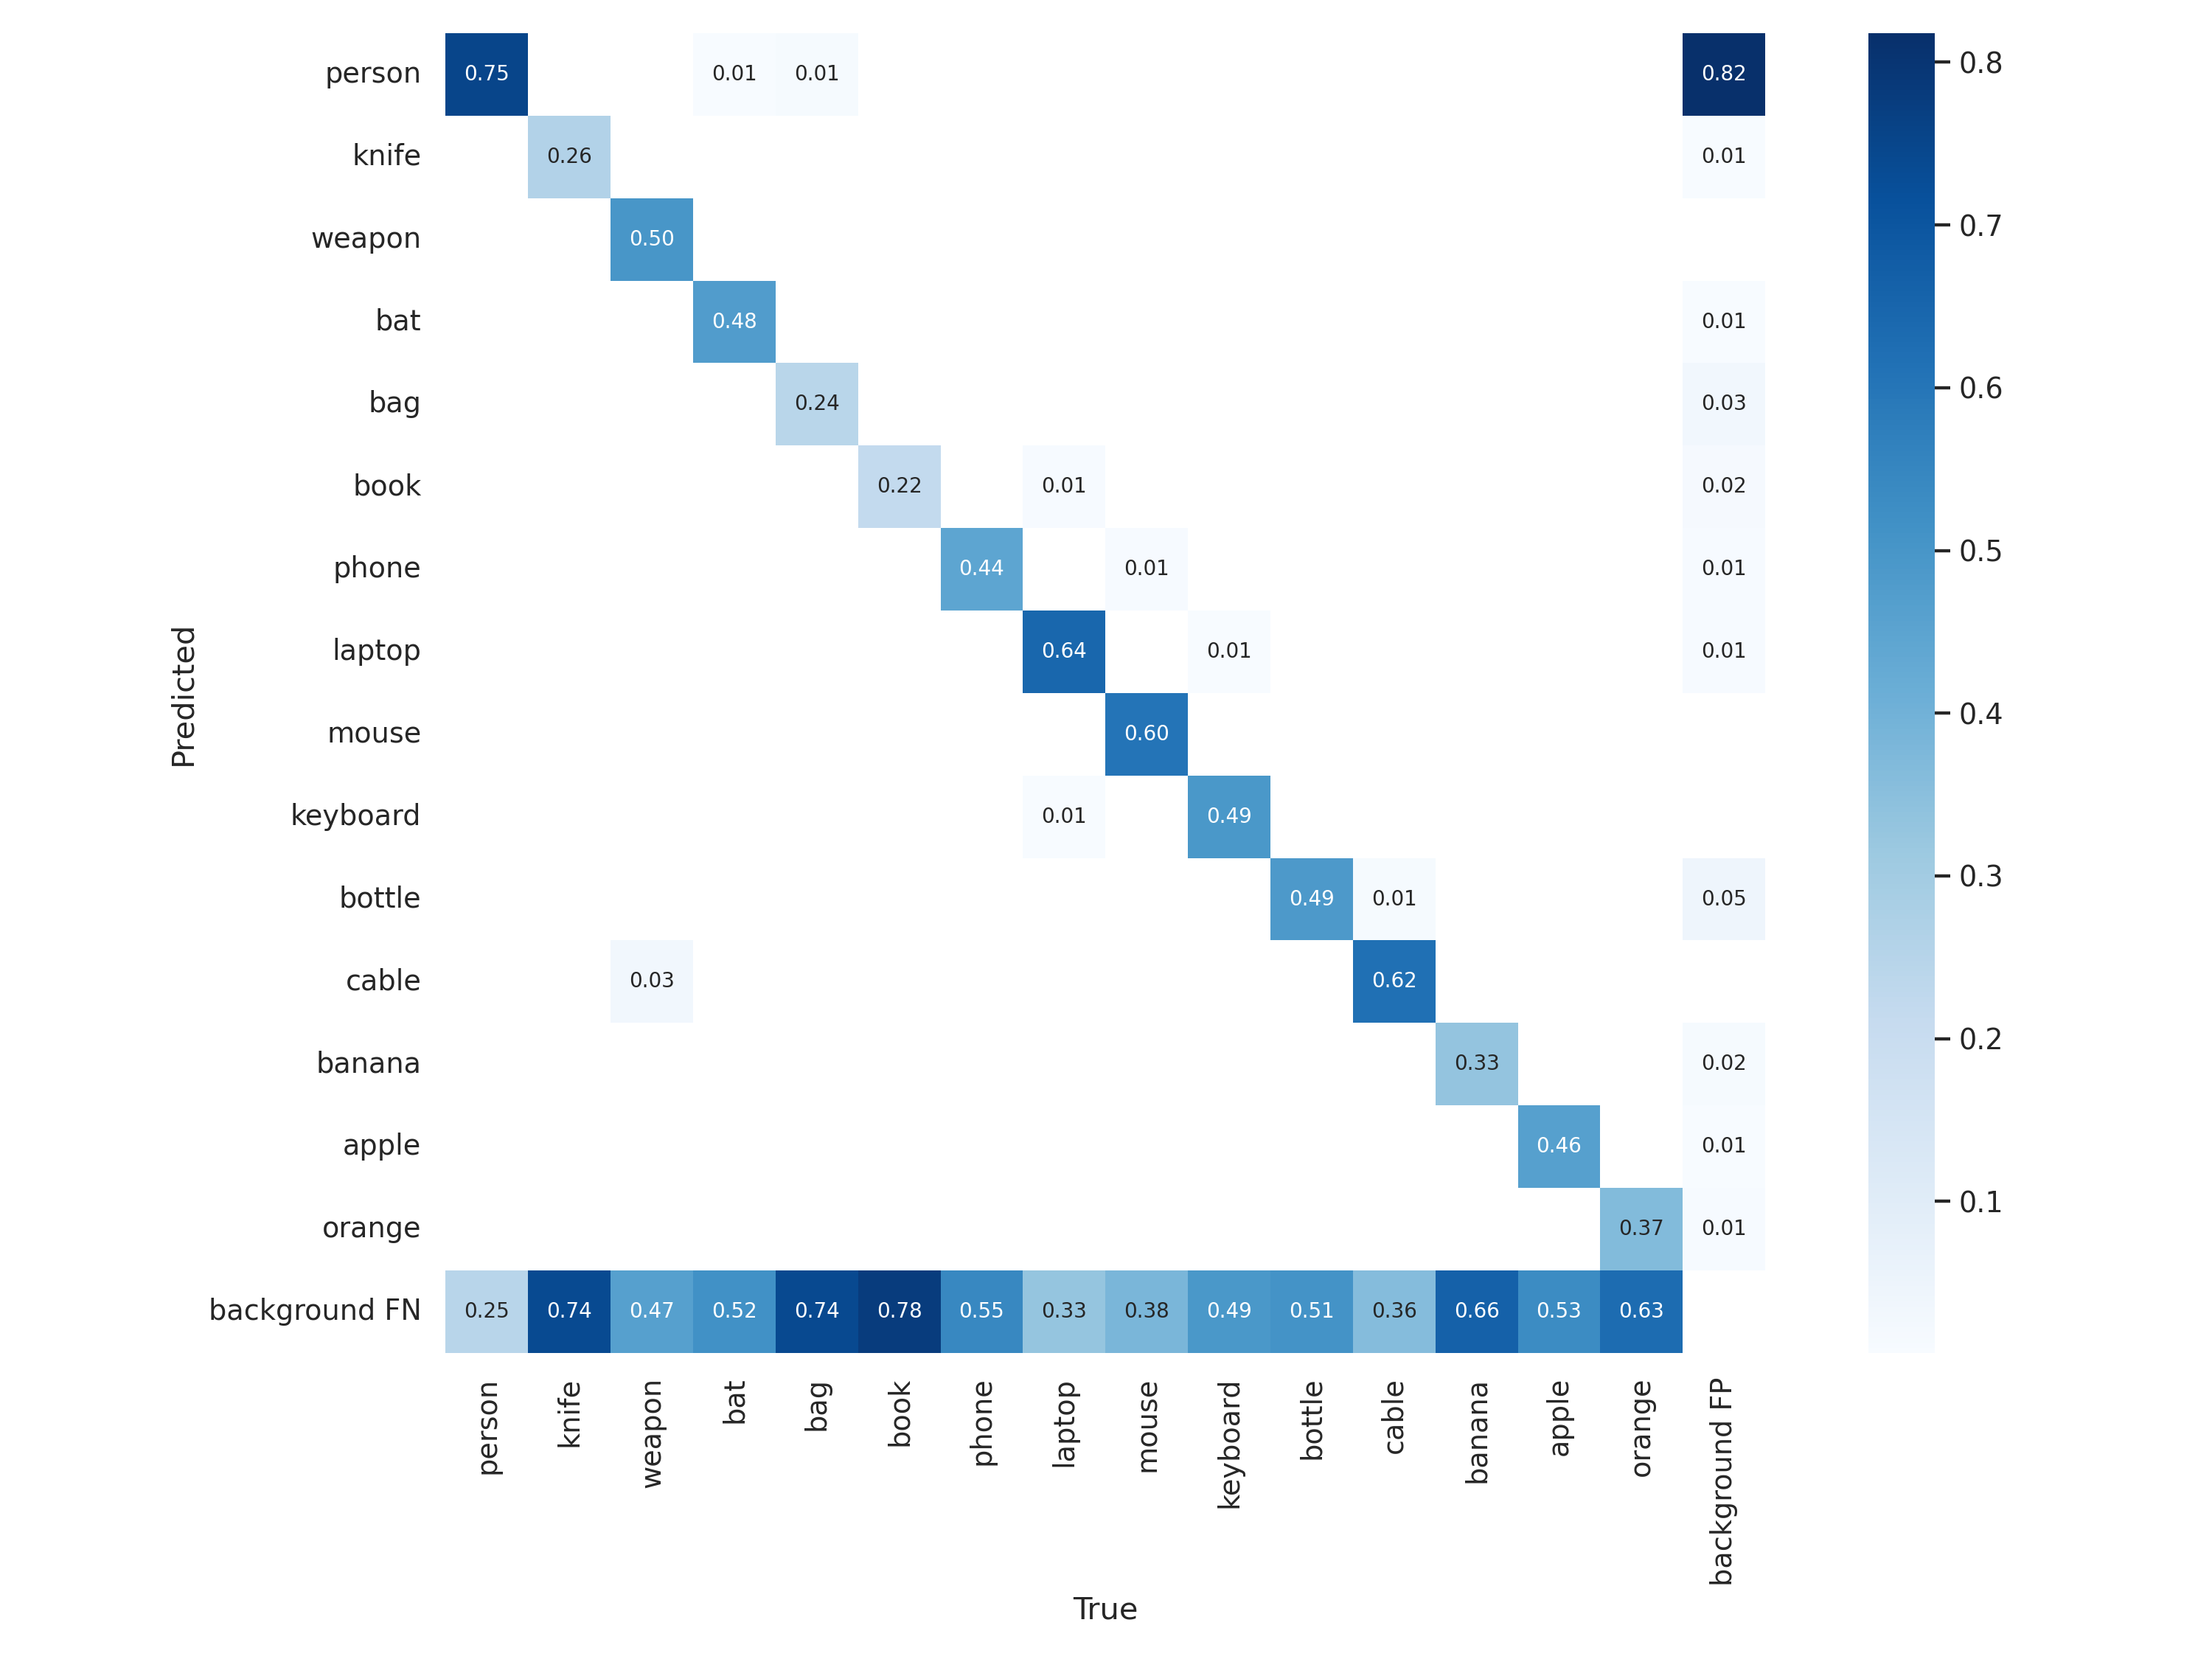 person 0.75 0.01 0.01 0.82
knife 0.26 0.01
weapon 0.50
bat 0.48 0.01
bag 0.24 0.03
book 0.22 0.01 0.02
phone 0.44 0.01 0.01
laptop 0.64 0.01 0.01
mouse 0.60
keyboard 0.01 0.49
bottle 0.49 0.01 0.05
cable 0.03 0.62
banana 0.33 0.02
apple 0.46 0.01
orange 0.37 0.01
background FN 0.25 0.74 0.47 0.52 0.74 0.78 0.55 0.33 0.38 0.49 0.51 0.36 0.66 0.53 0.63
Predicted
person
knife
weapon
bat
bag
book
phone
laptop
mouse
keyboard
bottle
cable
banana
apple
orange
background FP
True
0.8
0.7
0.6
0.5
0.4
0.3
0.2
0.1